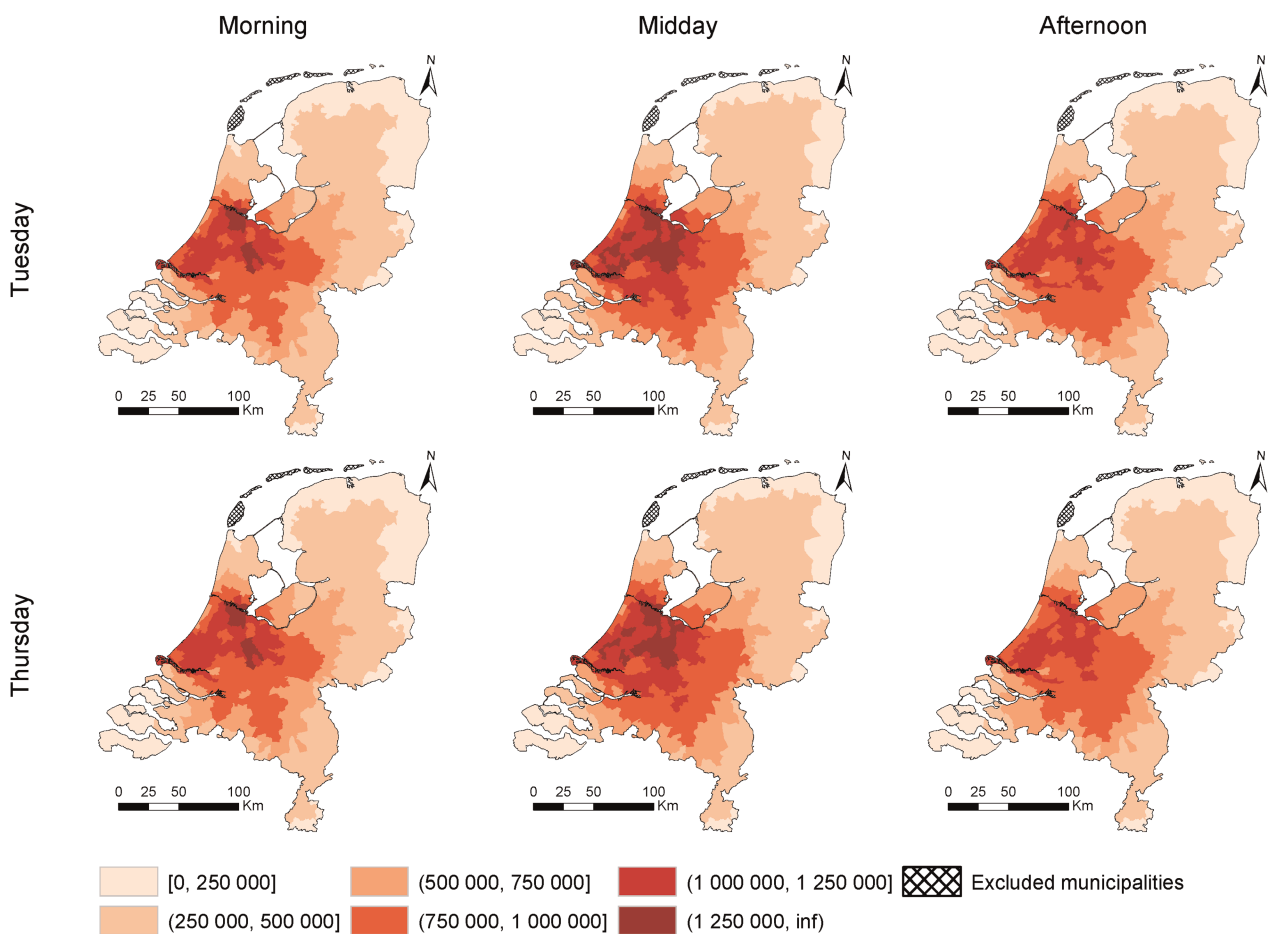 Morning Midday Afternoon
N N N
Tuesday
0 25 50 100 Km 0 25 50 100 Km 0 25 50 100 Km
N N N
Thursday
0 25 50 100 Km 0 25 50 100 Km 0 25 50 100 Km
[0, 250 000] (500 000, 750 000] (1 000 000, 1 250 000] Excluded municipalities
(250 000, 500 000] (750 000, 1 000 000] (1 250 000, inf)